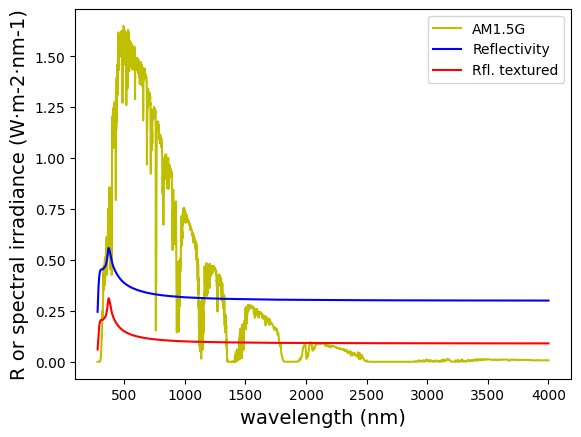 AM1.5G
Reflectivity
Rfl. textured
R or spectral irradiance (W·m-2·nm-1)
1.50
1.25
1.00
0.75
0.50
0.25
0.00
500 1000 1500 2000 2500 3000 3500 4000
wavelength (nm)